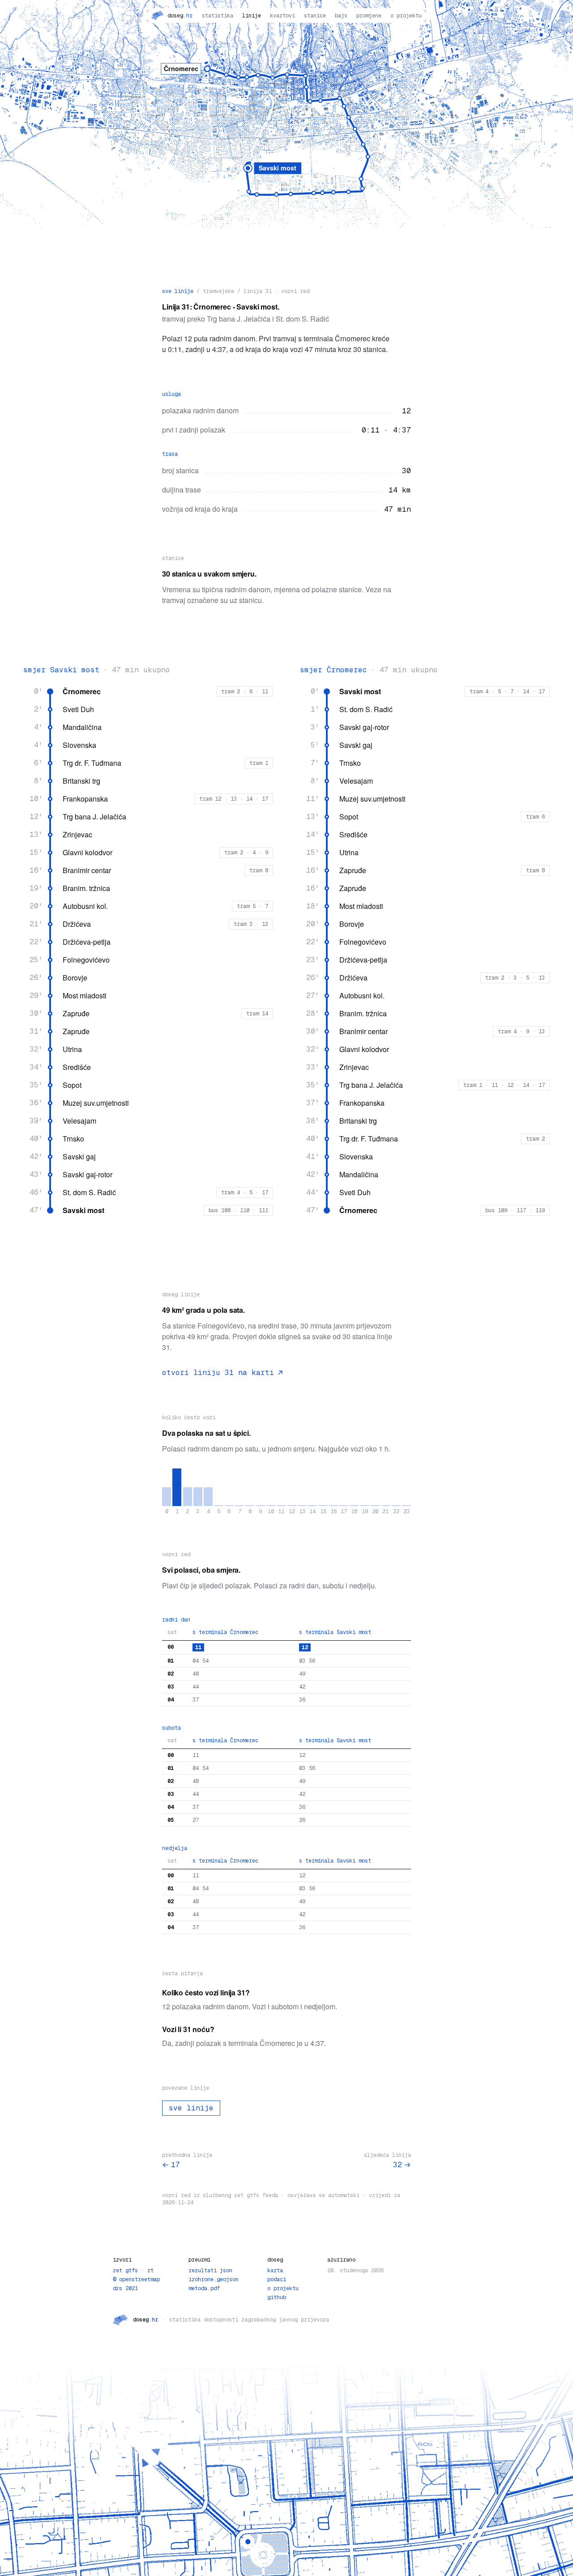 doseg.hr statistika linije kvartovi stanice bajs promjene o projektu
Črnomerec
Savski most
sve linije / tramvajske / linija 31 vozni red
Linija 31: Črnomerec - Savski most.
tramvaj preko Trg bana J. Jelačića i St. dom S. Radić
Polazi 12 puta radnim danom. Prvi tramvaj s terminala Črnomerec kreće
u 0:11, zadnji u 4:37, a od kraja do kraja vozi 47 minuta kroz 30 stanica.
usluga
polazaka radnim danom 12
prvi i zadnji polazak 0:11 · 4:37
trasa
broj stanica 30
duljina trase 14 km
vožnja od kraja do kraja 47 min
stanice
30 stanica u svakom smjeru.
Vremena su tipična radnim danom, mjerena od polazne stanice. Veze na
tramvaj označene su uz stanicu.
smjer Savski most · 47 min ukupno
0' Črnomerec tram 2 · 6 · 11
2' Sveti Duh
4' Mandaličina
4' Slovenska
6' Trg dr. F. Tuđmana tram 1
8' Britanski trg
10' Frankopanska tram 12 · 13 · 14 · 17
12' Trg bana J. Jelačića
13' Zrinjevac
15' Glavni kolodvor tram 2 · 4 · 9
16' Branimir centar tram 8
19' Branim. tržnica
20' Autobusni kol. tram 5 · 7
21' Držićeva tram 3 · 13
22' Držićeva-petlja
25' Folnegovićevo
26' Borovje
29' Most mladosti
30' Zapruđe tram 14
31' Zapruđe
32' Utrina
34' Središće
35' Sopot
36' Muzej suv.umjetnosti
39' Velesajam
40' Trnsko
42' Savski gaj
43' Savski gaj-rotor
46' St. dom S. Radić tram 4 · 5 · 17
47' Savski most bus 108 · 110 · 111
smjer Črnomerec · 47 min ukupno
0' Savski most tram 4 · 5 · 7 · 14 · 17
1' St. dom S. Radić
3' Savski gaj-rotor
5' Savski gaj
7' Trnsko
8' Velesajam
11' Muzej suv.umjetnosti
13' Sopot tram 6
14' Središće
15' Utrina
16' Zapruđe tram 8
16' Zapruđe
18' Most mladosti
20' Borovje
22' Folnegovićevo
23' Držićeva-petlja
26' Držićeva tram 2 · 3 · 5 · 13
27' Autobusni kol.
28' Branim. tržnica
30' Branimir centar tram 4 · 9 · 13
32' Glavni kolodvor
33' Zrinjevac
35' Trg bana J. Jelačića tram 1 · 11 · 12 · 14 · 17
37' Frankopanska
38' Britanski trg
40' Trg dr. F. Tuđmana tram 2
41' Slovenska
42' Mandaličina
44' Sveti Duh
47' Črnomerec bus 109 · 117 · 119
doseg linije
49 km² grada u pola sata.
Sa stanice Folnegovićevo, na sredini trase, 30 minuta javnim prijevozom
pokriva 49 km² grada. Provjeri dokle stigneš sa svake od 30 stanica linije
31.
otvori liniju 31 na karti ↗
koliko često vozi
Dva polaska na sat u špici.
Polasci radnim danom po satu, u jednom smjeru. Najgušće vozi oko 1 h.
0 1 2 3 4 5 6 7 8 9 10 11 12 13 14 15 16 17 18 19 20 21 22 23
vozni red
Svi polasci, oba smjera.
Plavi čip je sljedeći polazak. Polasci za radni dan, subotu i nedjelju.
radni dan
sat s terminala Črnomerec s terminala Savski most
00 11 12
01 04 54 03 56
02 48 49
03 44 42
04 37 36
subota
sat s terminala Črnomerec s terminala Savski most
00 11 12
01 04 54 03 56
02 48 49
03 44 42
04 37 36
05 27 26
nedjelja
sat s terminala Črnomerec s terminala Savski most
00 11 12
01 04 54 03 56
02 48 49
03 44 42
04 37 36
česta pitanja
Koliko često vozi linija 31?
12 polazaka radnim danom. Vozi i subotom i nedjeljom.
Vozi li 31 noću?
Da, zadnji polazak s terminala Črnomerec je u 4:37.
povezane linije
sve linije
prethodna linija sljedeća linija
← 17 32 →
vozni red iz službenog zet gtfs feeda · osvježava se automatski · vrijedi za
2026-11-24
izvori preuzmi doseg ažurirano
zet gtfs · rt rezultati.json karta 20. studenoga 2026
© openstreetmap izohrone.geojson podaci
dzs 2021 metoda.pdf o projektu
github
doseg.hr · statistika dostupnosti zagrebačkog javnog prijevoza